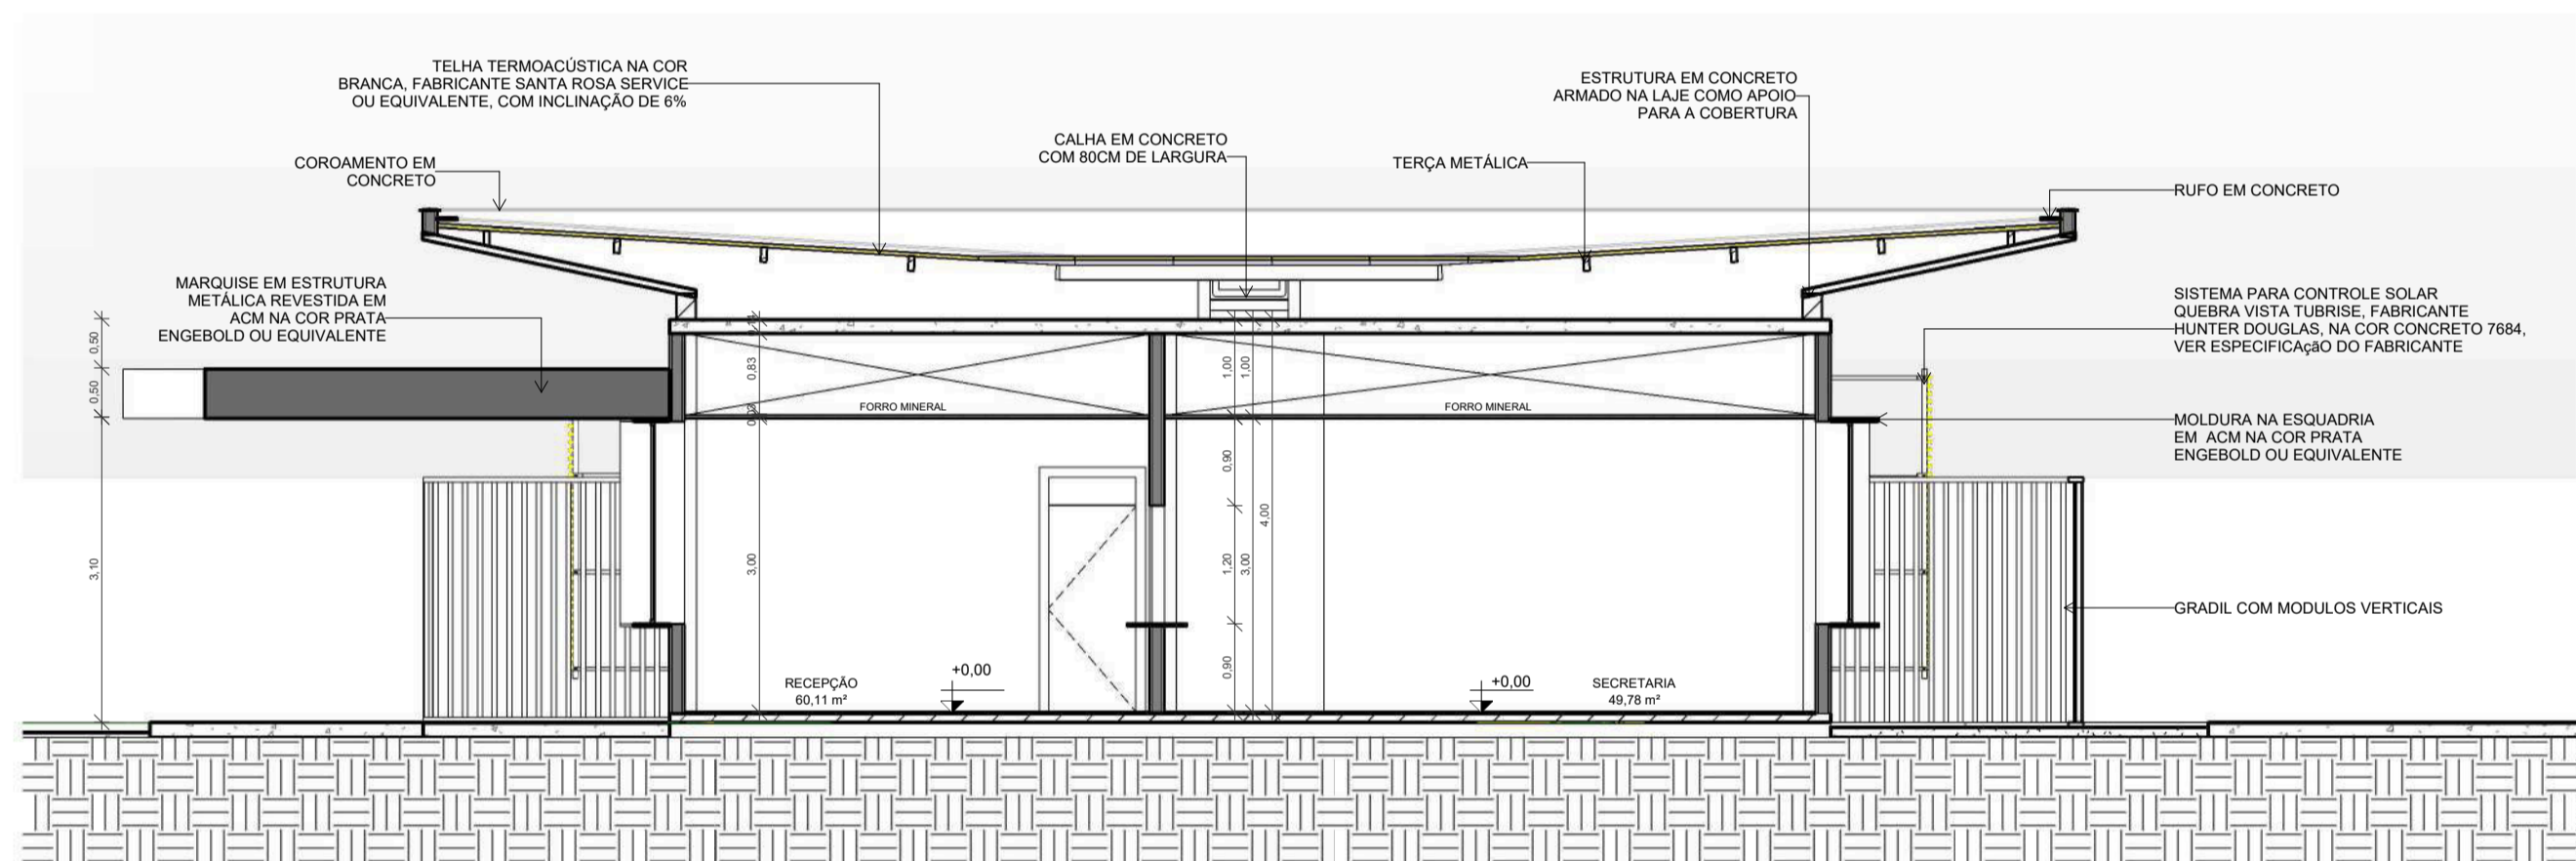 TELHA TERMOACÚSTICA NA COR
BRANCA, FABRICANTE SANTA ROSA SERVICE
OU EQUIVALENTE, COM INCLINAÇÃO DE 6%
ESTRUTURA EM CONCRETO
ARMADO NA LAJE COMO APOIO
PARA A COBERTURA
CALHA EM CONCRETO
COM 80CM DE LARGURA
TERÇA METÁLICA
COROAMENTO EM
CONCRETO
RUFO EM CONCRETO
MARQUISE EM ESTRUTURA
METÁLICA REVESTIDA EM
ACM NA COR PRATA
ENGEBOLD OU EQUIVALENTE
SISTEMA PARA CONTROLE SOLAR
QUEBRA VISTA TUBRISE, FABRICANTE
HUNTER DOUGLAS, NA COR CONCRETO 7684,
VER ESPECIFICAçãO DO FABRICANTE
0,50
0,50
3,10
0,83
3,00
1,00
1,00
0,90
1,20
0,90
3,00
4,00
FORRO MINERAL
FORRO MINERAL
MOLDURA NA ESQUADRIA
EM ACM NA COR PRATA
ENGEBOLD OU EQUIVALENTE
GRADIL COM MODULOS VERTICAIS
+0,00
RECEPÇÃO
60,11 m²
+0,00
SECRETARIA
49,78 m²